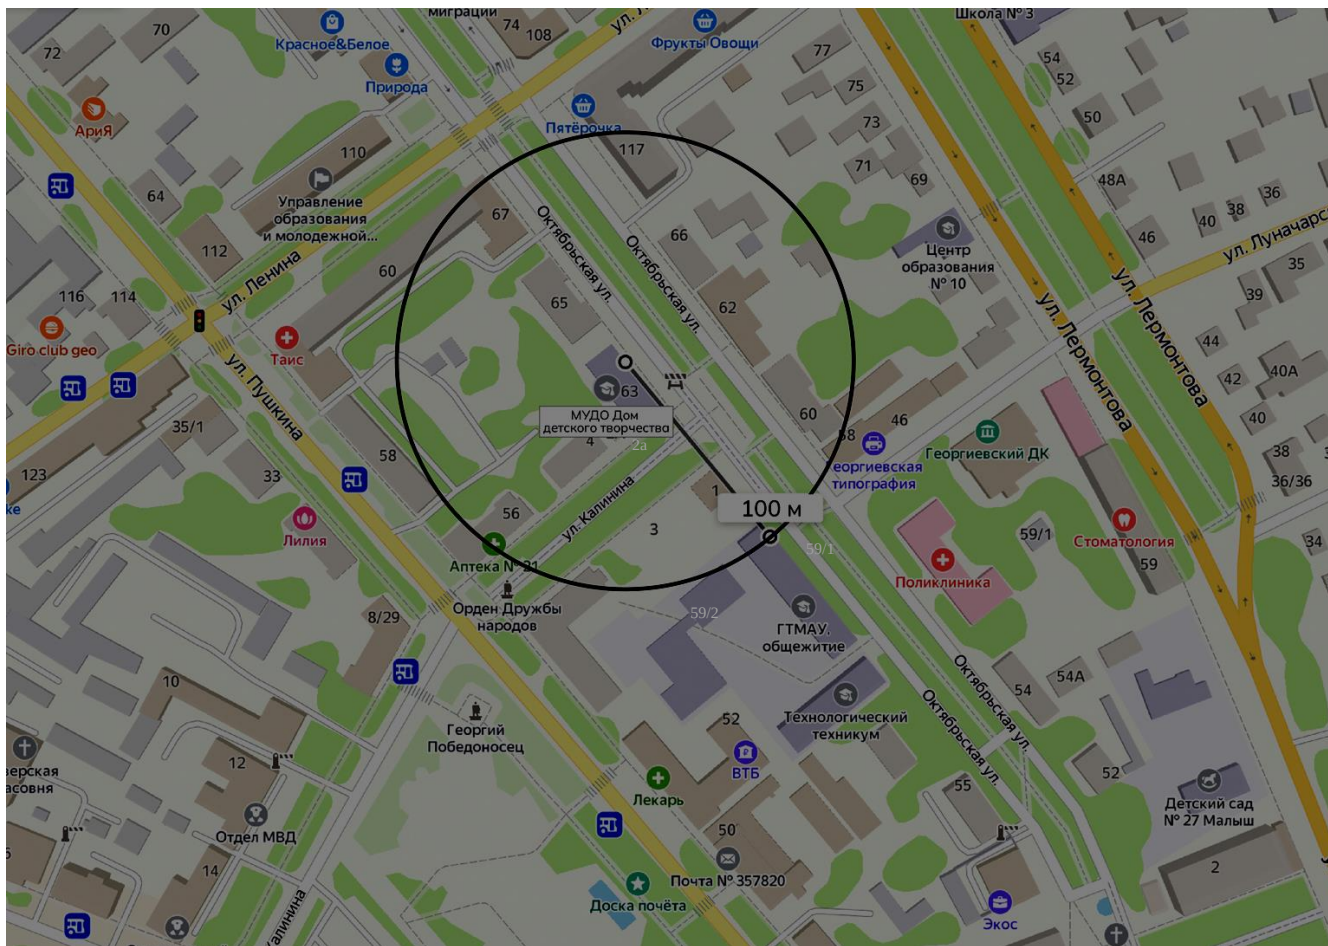 миграции
74
108
ул. Л
Школа № 3
72
70
Красное&Белое
Фрукты Овощи
77
54
52
Природа
75
50
АриЯ
Пятёрочка
73
110
117
71
69
48А
64
Управление
образования
и молодежной...
67
36
38
40
Октябрьская ул.
Октябрьская ул.
66
46
ул. Луначарс
112
Центр
образования
№ 10
60
ул. Ленина
35
116
114
65
62
39
ул. Лермонтова
ул. Лермонтова
Giro club geo
Таис
44
ул. Пушкина
63
42
40А
МУДО Дом
детского творчества
60
46
40
35/1
4
2а
58
Георгиевский ДК
58
еоргиевская
типография
38
123
33
36/36
ке
1
ул. Калинина
100 м
56
3
Лилия
59/1
59/1
Стоматология
34
Аптека № 21
59
Поликлиника
Орден Дружбы
народов
8/29
59/2
ГТМАУ,
общежитие
10
54
54А
Октябрьская ул.
Октябрьская ул.
Георгий
Победоносец
52
Технологический
техникум
12
ВТБ
52
верская
асовня
Лекарь
55
Детский сад
№ 27 Малыш
Отдел МВД
50
14
Почта № 357820
2
Доска почёта
Экос
алинина